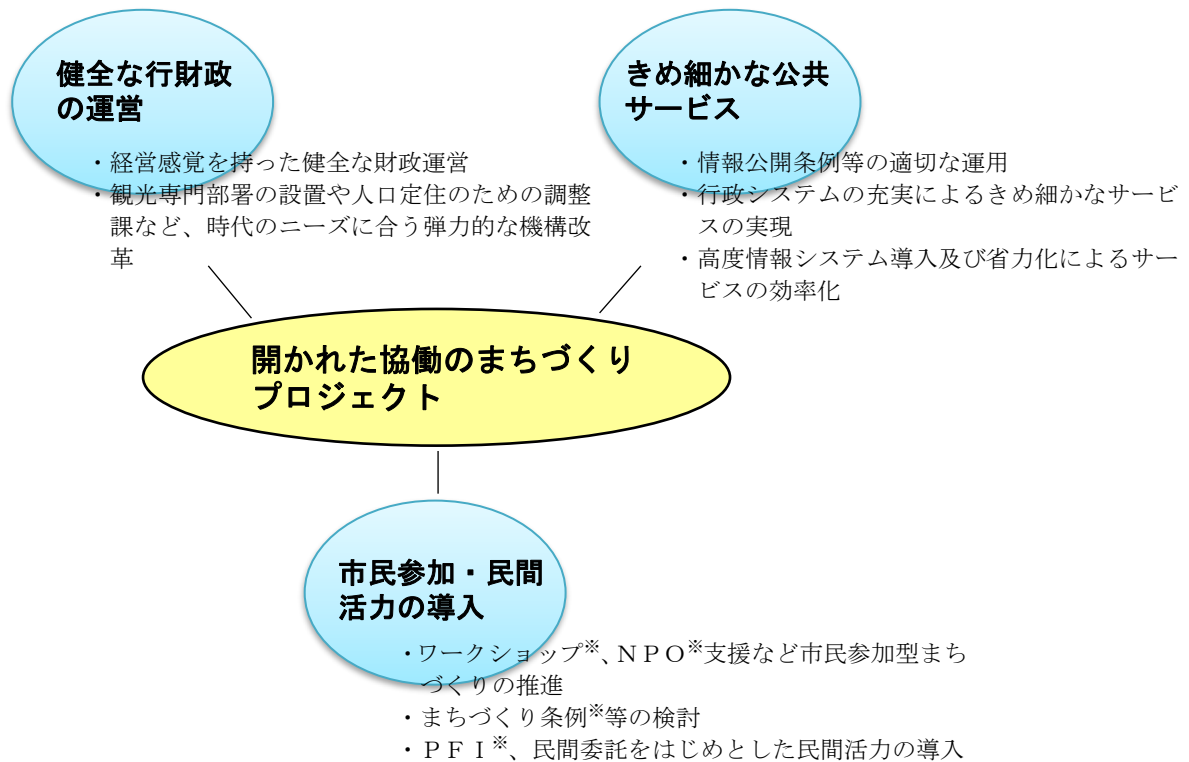 健全な行財政
の運営
・経営感覚を持った健全な財政運営
・観光専門部署の設置や人口定住のための調整
課など、時代のニーズに合う弾力的な機構改
革
きめ細かな公共
サービス
・情報公開条例等の適切な運用
・行政システムの充実によるきめ細かなサービ
スの実現
・高度情報システム導入及び省力化によるサー
ビスの効率化
開かれた協働のまちづくり
プロジェクト
市民参加・民間
活力の導入
・ワークショップ※、ＮＰＯ※支援など市民参加型まち
づくりの推進
・まちづくり条例※等の検討
・ＰＦＩ※、民間委託をはじめとした民間活力の導入